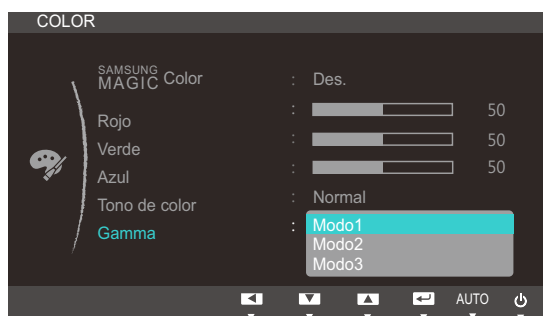 COLOR
SAMSUNG MAGIC Color : Des.
Rojo : 50
Verde : 50
Azul : 50
Tono de color : Normal
Gamma : Modo1
Modo2
Modo3
AUTO